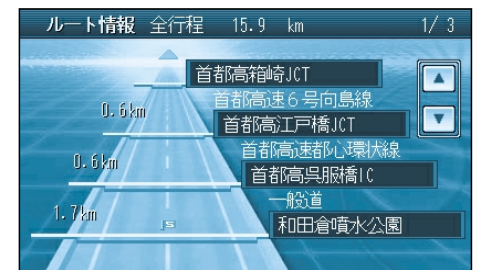 ルート情報 全行程 15.9 km 1/ 3
首都高箱崎JCT
首都高速6号向島線
0.6km
首都高江戸橋JCT
首都高速都心環状線
0.6km
首都高呉服橋IC
一般道
1.7km
和田倉噴水公園